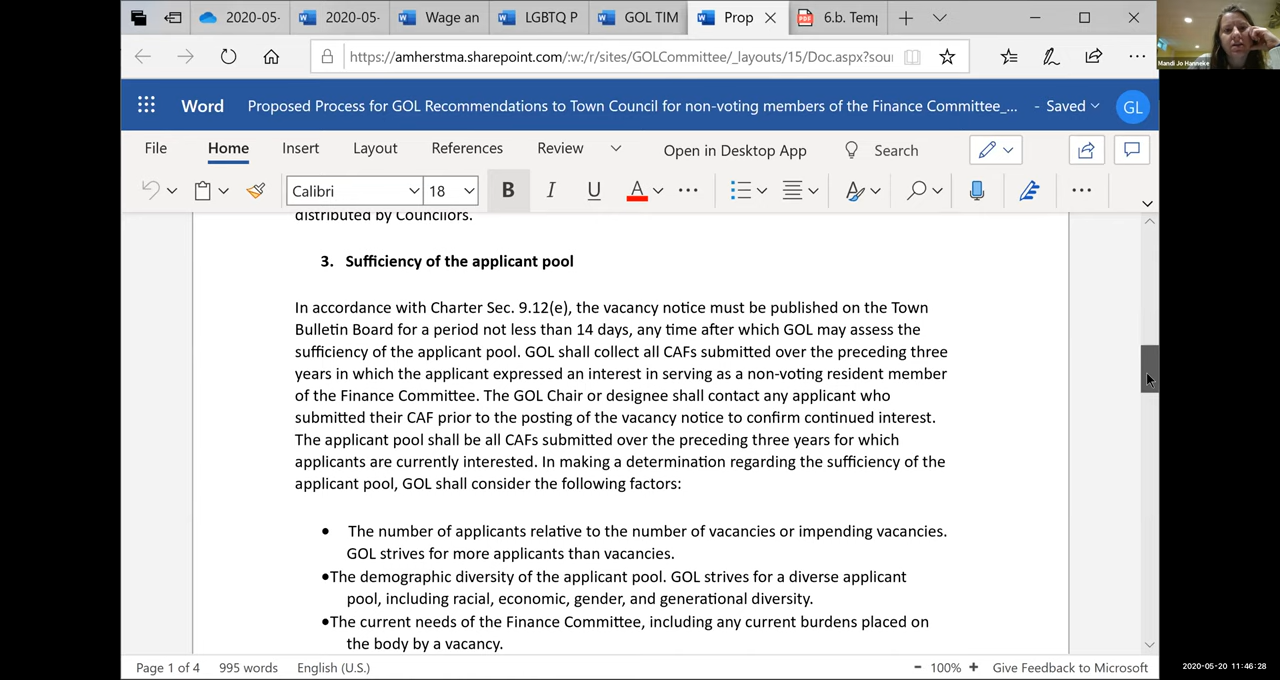 2020-05-
2020-05-
Wage an
LGBTQ P
GOL TIM
Prop
6.b. Temp
Mandi Jo Hanneke
https://amherstma.sharepoint.com/:w:/r/sites/GOLCommittee/_layouts/15/Doc.aspx?sour
Word
Proposed Process for GOL Recommendations to Town Council for non-voting members of the Finance Committee_... - Saved
GL
File Home Insert Layout References Review Open in Desktop App Search
Calibri 18 B I U A
distributed by Councilors.
3. Sufficiency of the applicant pool
In accordance with Charter Sec. 9.12(e), the vacancy notice must be published on the Town
Bulletin Board for a period not less than 14 days, any time after which GOL may assess the
sufficiency of the applicant pool. GOL shall collect all CAFs submitted over the preceding three
years in which the applicant expressed an interest in serving as a non-voting resident member
of the Finance Committee. The GOL Chair or designee shall contact any applicant who
submitted their CAF prior to the posting of the vacancy notice to confirm continued interest.
The applicant pool shall be all CAFs submitted over the preceding three years for which
applicants are currently interested. In making a determination regarding the sufficiency of the
applicant pool, GOL shall consider the following factors:
• The number of applicants relative to the number of vacancies or impending vacancies.
GOL strives for more applicants than vacancies.
•The demographic diversity of the applicant pool. GOL strives for a diverse applicant
pool, including racial, economic, gender, and generational diversity.
•The current needs of the Finance Committee, including any current burdens placed on
the body by a vacancy.
Page 1 of 4 995 words English (U.S.) - 100% + Give Feedback to Microsoft
2020-05-20 11:46:28